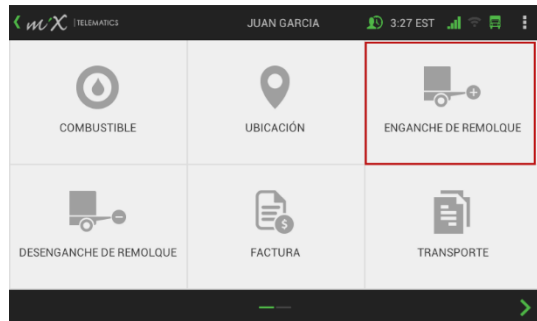 miX | TELEMATICS JUAN GARCIA 3:27 EST
COMBUSTIBLE UBICACIÓN ENGANCHE DE REMOLQUE
DESENGANCHE DE REMOLQUE FACTURA TRANSPORTE